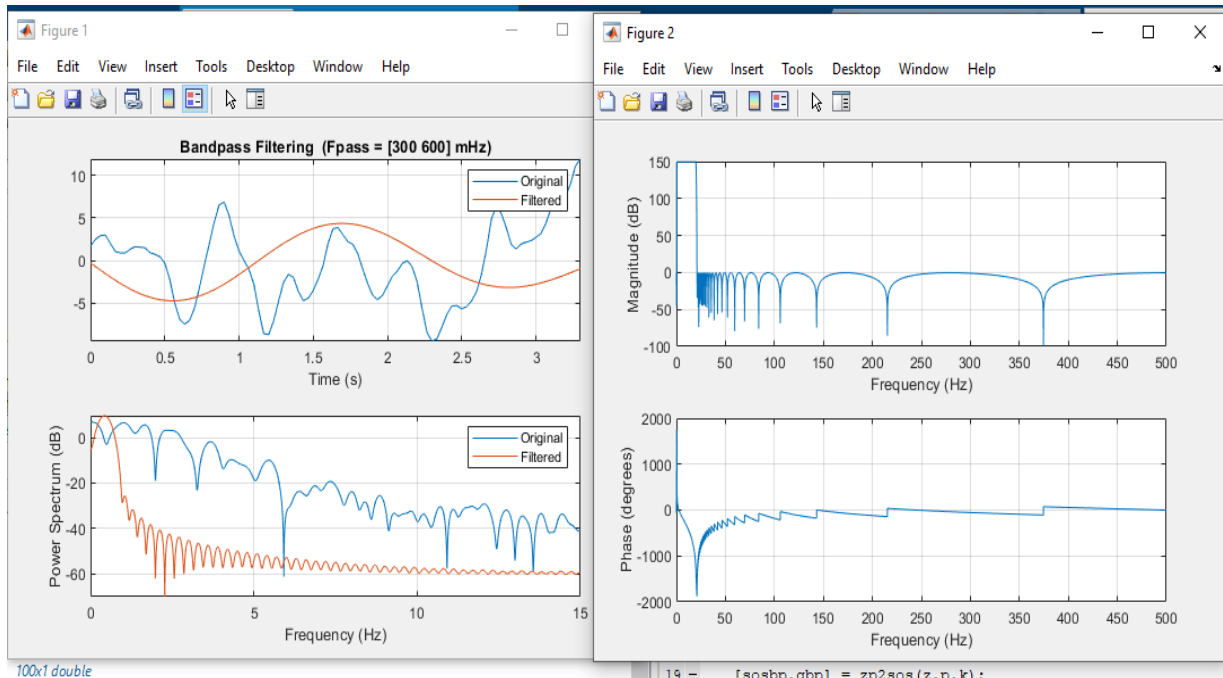 Figure 1
File Edit View Insert Tools Desktop Window Help
Bandpass Filtering (Fpass = [300 600] mHz)
10
5
0
-5
Original
Filtered
0 0.5 1 1.5 2 2.5 3
Time (s)
Power Spectrum (dB)
0
-20
-40
-60
Original
Filtered
0 5 10 15
Frequency (Hz)
100x1 double
Figure 2
File Edit View Insert Tools Desktop Window Help
Magnitude (dB)
150
100
50
0
-50
-100
0 50 100 150 200 250 300 350 400 450 500
Frequency (Hz)
Phase (degrees)
2000
1000
0
-1000
-2000
0 50 100 150 200 250 300 350 400 450 500
Frequency (Hz)
19 - [sosbp,gbp] = zp2sos(z,p,k);